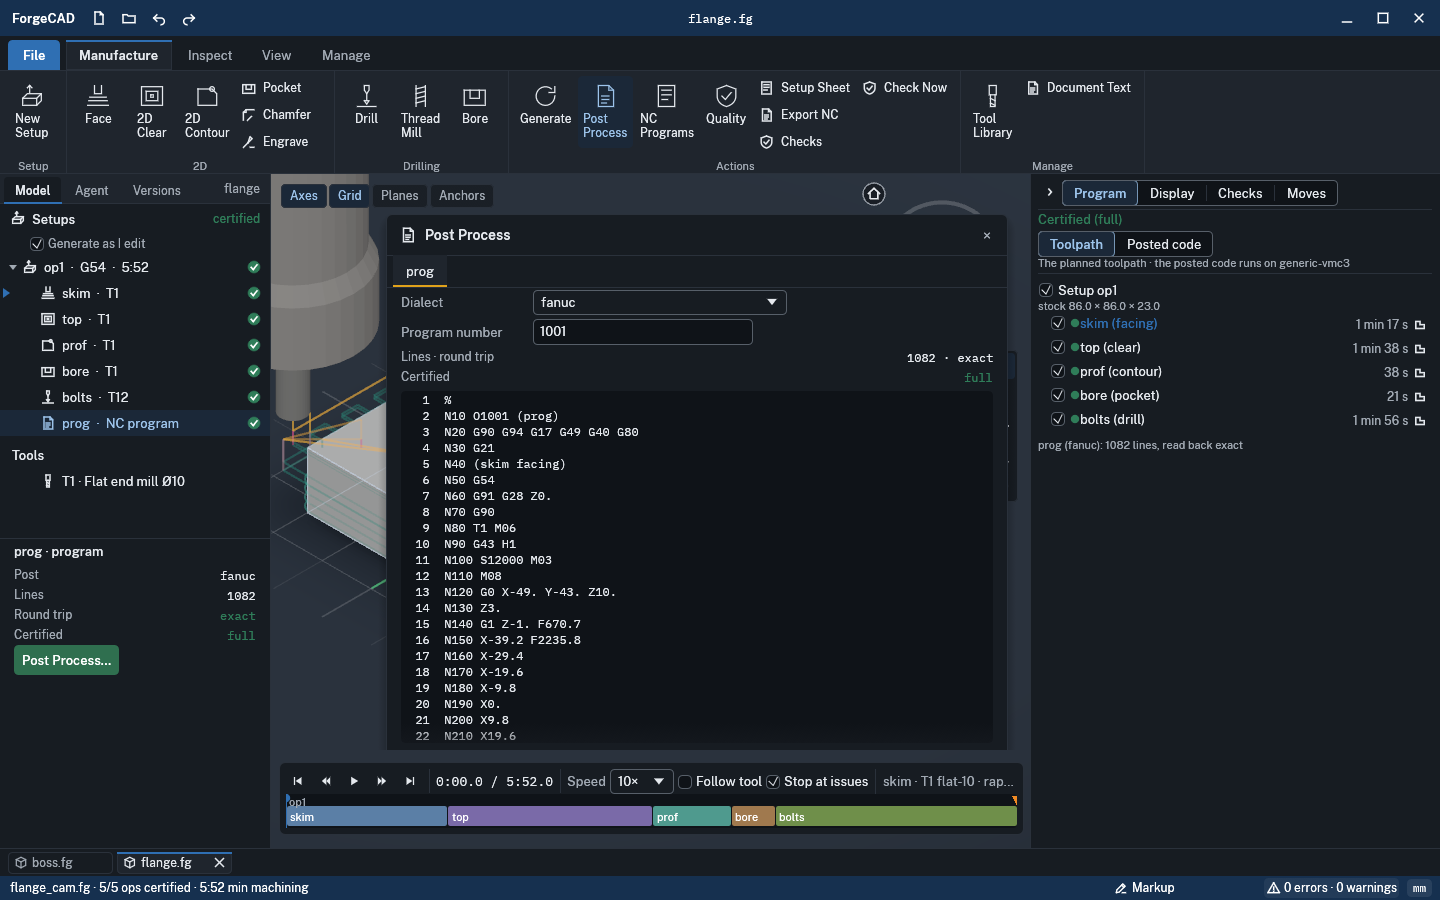 ForgeCAD
flange.fg
File
Manufacture
Inspect
View
Manage
New Setup
Setup
Face
2D Clear
2D Contour
Pocket
Chamfer
Engrave
2D
Drill
Thread Mill
Bore
Drilling
Generate
Post Process
NC Programs
Quality
Setup Sheet
Export NC
Checks
Check Now
Actions
Tool Library
Document Text
Manage
Model
Agent
Versions
flange
Setups
certified
Generate as I edit
op1 · G54 · 5:52
skim · T1
top · T1
prof · T1
bore · T1
bolts · T12
prog · NC program
Tools
T1 · Flat end mill Ø10
prog · program
Post fanuc
Lines 1082
Round trip exact
Certified full
Post Process...
Axes
Grid
Planes
Anchors
Post Process
×
prog
Dialect fanuc
Program number 1001
Lines · round trip 1082 · exact
Certified full
1 %
2 N10 O1001 (prog)
3 N20 G90 G94 G17 G49 G40 G80
4 N30 G21
5 N40 (skim facing)
6 N50 G54
7 N60 G91 G28 Z0.
8 N70 G90
9 N80 T1 M06
10 N90 G43 H1
11 N100 S12000 M03
12 N110 M08
13 N120 G0 X-49. Y-43. Z10.
14 N130 Z3.
15 N140 G1 Z-1. F670.7
16 N150 X-39.2 F2235.8
17 N160 X-29.4
18 N170 X-19.6
19 N180 X-9.8
20 N190 X0.
21 N200 X9.8
22 N210 X19.6
0:00.0 / 5:52.0
Speed 10×
Follow tool
Stop at issues
skim · T1 flat-10 · rap...
op1
skim
top
prof
bore
bolts
Program
Display
Checks
Moves
Certified (full)
Toolpath
Posted code
The planned toolpath · the posted code runs on generic-vmc3
Setup op1
stock 86.0 × 86.0 × 23.0
skim (facing) 1 min 17 s
top (clear) 1 min 38 s
prof (contour) 38 s
bore (pocket) 21 s
bolts (drill) 1 min 56 s
prog (fanuc): 1082 lines, read back exact
boss.fg
flange.fg
flange_cam.fg · 5/5 ops certified · 5:52 min machining
Markup
0 errors · 0 warnings
mm